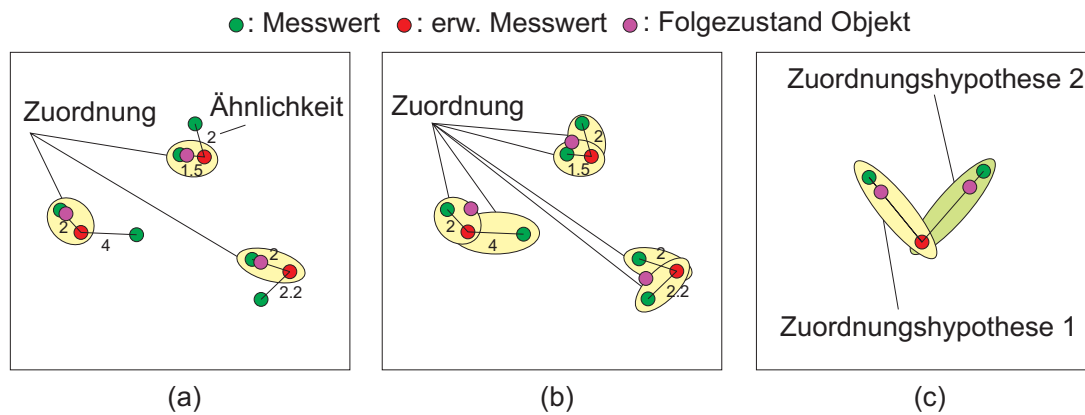 : Messwert : erw. Messwert : Folgezustand Objekt
Zuordnung
Ähnlichkeit
2
1.5
2
4
2
2.2
(a)
Zuordnung
2
1.5
2
4
2
2.2
(b)
Zuordnungshypothese 2
Zuordnungshypothese 1
(c)